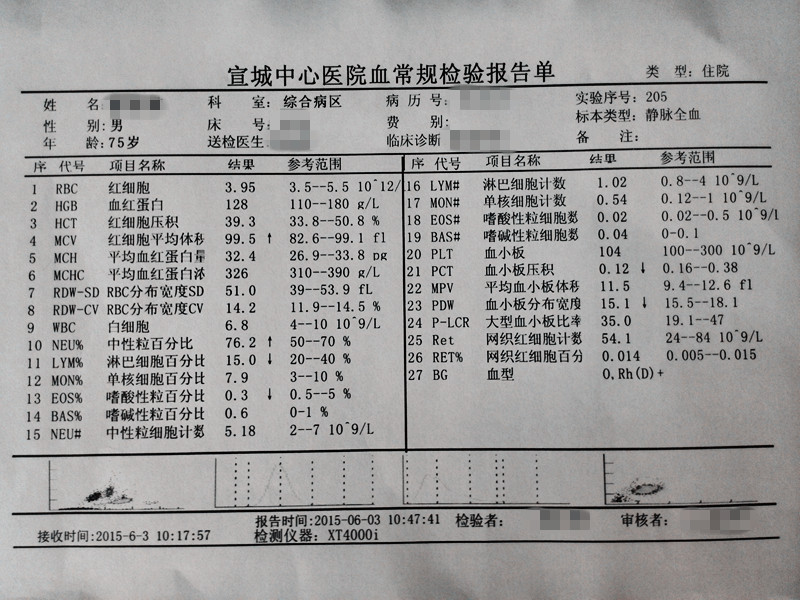 宣城中心医院血常规检验报告单
类 型: 住院
姓 名: 科 室: 综合病区 病 历 号: 实验序号: 205
性 别: 男 床 号: 费 别: 标本类型: 静脉全血
年 龄: 75岁 送检医生: 临床诊断 备 注:
序 代号 项目名称 结果 参考范围 序 代号 项目名称 结果 参考范围
1 RBC 红细胞 3.95 3.5--5.5 10^12/
2 HGB 血红蛋白 128 110--180 g/L
3 HCT 红细胞压积 39.3 33.8--50.8 %
4 MCV 红细胞平均体积 99.5 ↑ 82.6--99.1 fl
5 MCH 平均血红蛋白量 32.4 26.9--33.8 pg
6 MCHC 平均血红蛋白浓 326 310--390 g/L
7 RDW-SD RBC分布宽度SD 51.0 39--53.9 fL
8 RDW-CV RBC分布宽度CV 14.2 11.9--14.5 %
9 WBC 白细胞 6.8 4--10 10^9/L
10 NEU% 中性粒百分比 76.2 ↑ 50--70 %
11 LYM% 淋巴细胞百分比 15.0 ↓ 20--40 %
12 MON% 单核细胞百分比 7.9 3--10 %
13 EOS% 嗜酸性粒百分比 0.3 ↓ 0.5--5 %
14 BAS% 嗜碱性粒百分比 0.6 0-1 %
15 NEU# 中性粒细胞计数 5.18 2--7 10^9/L
16 LYM# 淋巴细胞计数 1.02 0.8--4 10^9/L
17 MON# 单核细胞计数 0.54 0.12--1 10^9/L
18 EOS# 嗜酸性粒细胞数 0.02 0.02--0.5 10^9/l
19 BAS# 嗜碱性粒细胞数 0.04 0-0.1
20 PLT 血小板 104 100--300 10^9/L
21 PCT 血小板压积 0.12 ↓ 0.16--0.38
22 MPV 平均血小板体积 11.5 9.4--12.6 fl
23 PDW 血小板分布宽度 15.1 ↓ 15.5--18.1
24 P-LCR 大型血小板比率 35.0 19.1--47
25 Ret 网织红细胞计数 54.1 24--84 10^9/L
26 RET% 网织红细胞百分 0.014 0.005--0.015
27 BG 血型 O,Rh(D)+
报告时间:2015-06-03 10:47:41 检验者: 审核者:
接收时间:2015-6-3 10:17:57 检测仪器: XT4000i